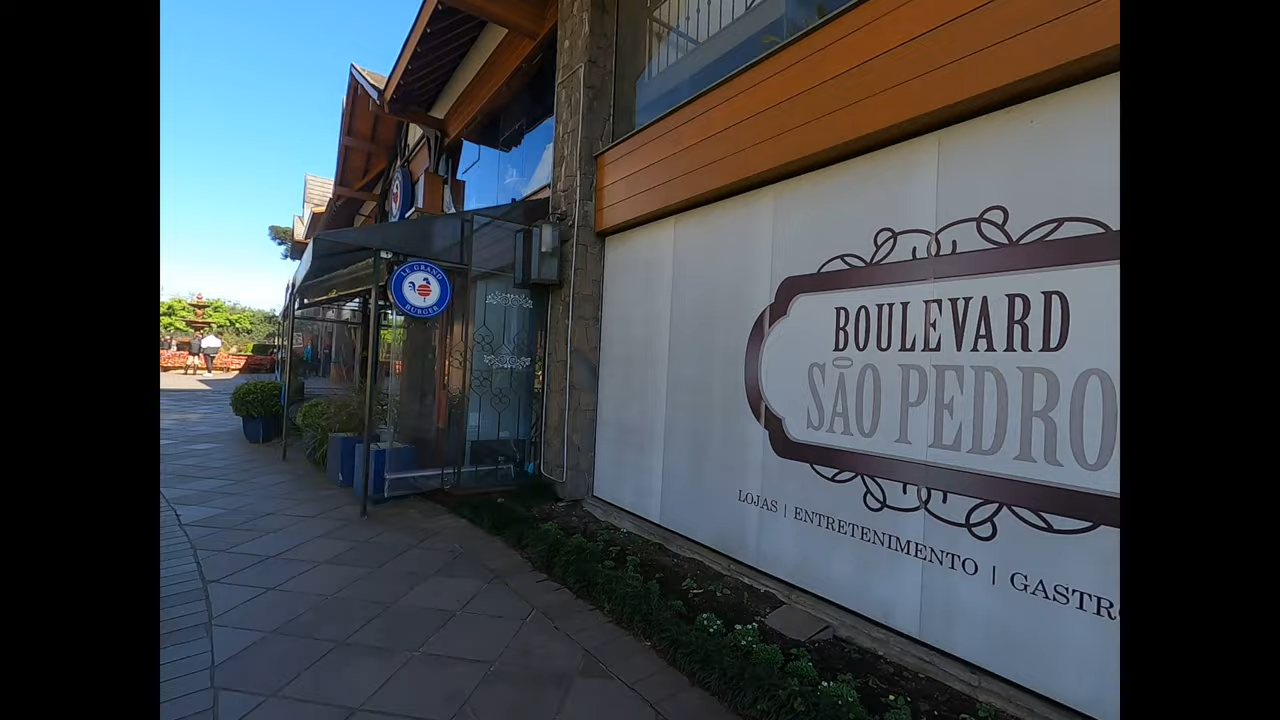 LE GRAND
BURGER
BOULEVARD
SÃO PEDRO
LOJAS | ENTRETENIMENTO | GASTR